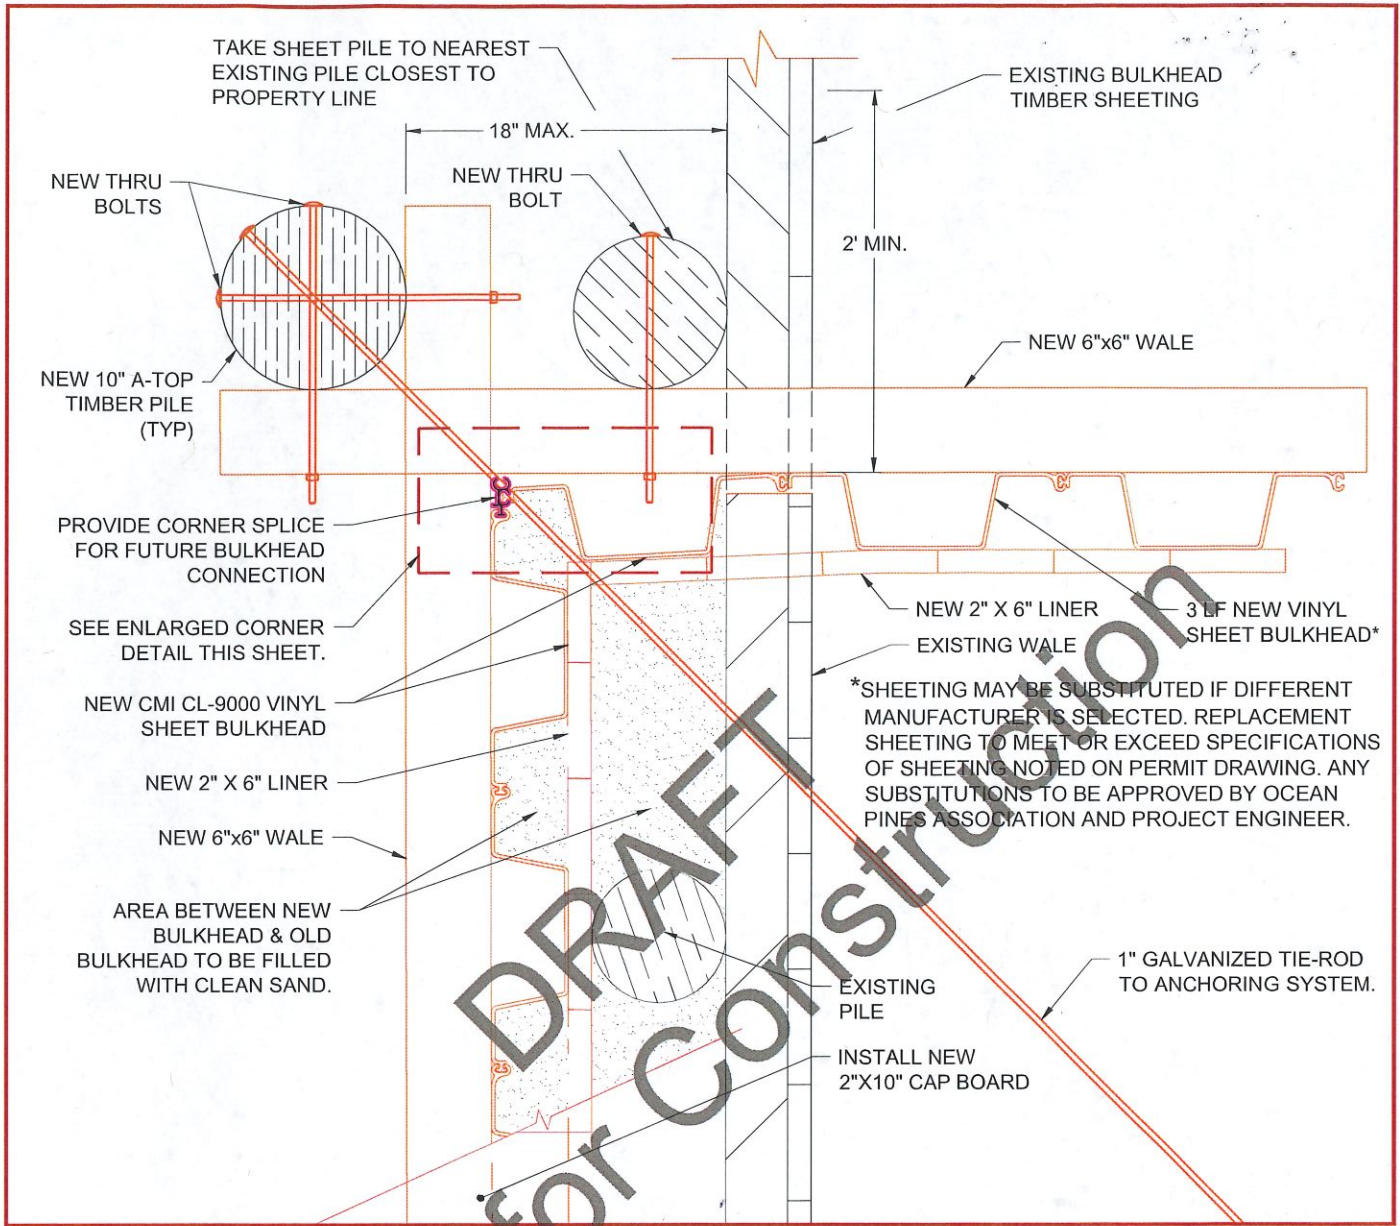 TAKE SHEET PILE TO NEAREST
EXISTING PILE CLOSEST TO
PROPERTY LINE
EXISTING BULKHEAD
TIMBER SHEETING
18" MAX.
NEW THRU
BOLTS
NEW THRU
BOLT
2' MIN.
NEW 6"x6" WALE
NEW 10" A-TOP
TIMBER PILE
(TYP)
PROVIDE CORNER SPLICE
FOR FUTURE BULKHEAD
CONNECTION
SEE ENLARGED CORNER
DETAIL THIS SHEET.
NEW CMI CL-9000 VINYL
SHEET BULKHEAD
NEW 2" X 6" LINER
NEW 6"x6" WALE
AREA BETWEEN NEW
BULKHEAD & OLD
BULKHEAD TO BE FILLED
WITH CLEAN SAND.
NEW 2" X 6" LINER
3 LF NEW VINYL
SHEET BULKHEAD*
EXISTING WALE
*SHEETING MAY BE SUBSTITUTED IF DIFFERENT
MANUFACTURER IS SELECTED. REPLACEMENT
SHEETING TO MEET OR EXCEED SPECIFICATIONS
OF SHEETING NOTED ON PERMIT DRAWING. ANY
SUBSTITUTIONS TO BE APPROVED BY OCEAN
PINES ASSOCIATION AND PROJECT ENGINEER.
1" GALVANIZED TIE-ROD
TO ANCHORING SYSTEM.
EXISTING
PILE
INSTALL NEW
2"X10" CAP BOARD
DRAFT
for Construction